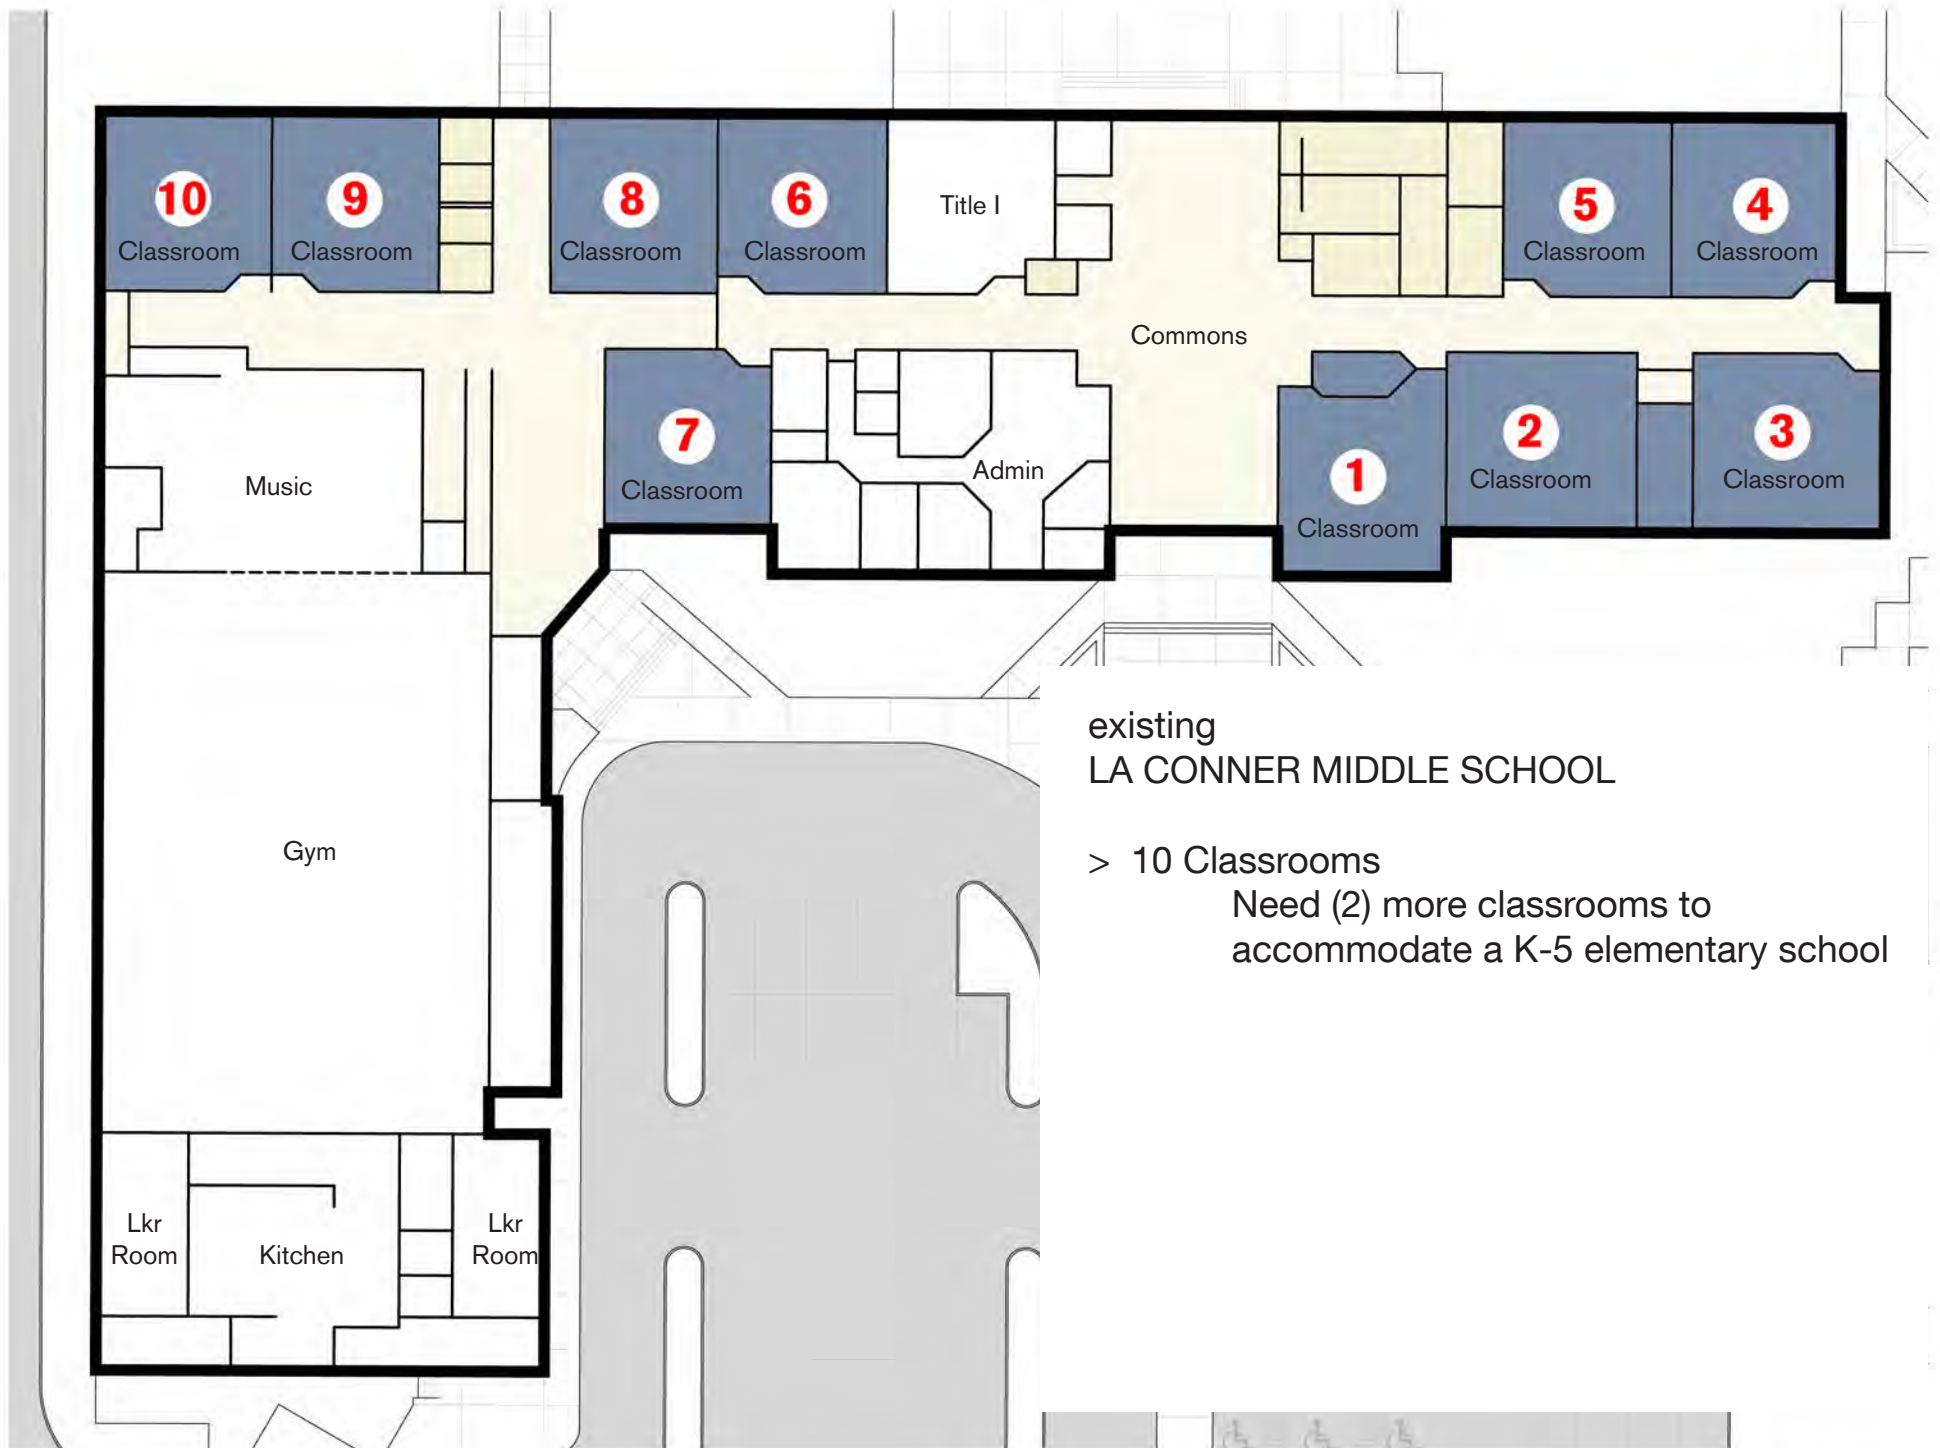 10
Classroom
9
Classroom
8
Classroom
6
Classroom
Title I
5
Classroom
4
Classroom
Commons
7
Classroom
Admin
1
Classroom
2
Classroom
3
Classroom
Music
Gym
Lkr
Room
Kitchen
Lkr
Room
existing
LA CONNER MIDDLE SCHOOL
> 10 Classrooms
Need (2) more classrooms to
accommodate a K-5 elementary school